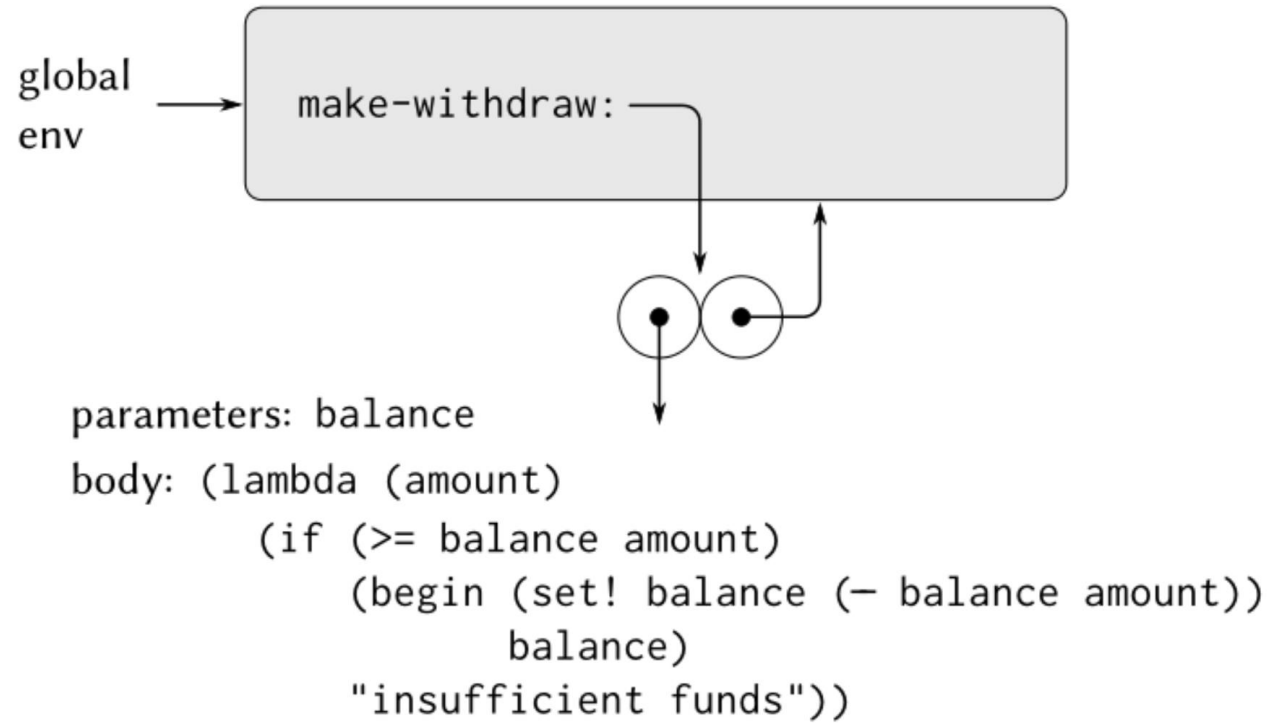 global
env
make-withdraw:
parameters: balance
body: (lambda (amount)
(if (>= balance amount)
(begin (set! balance (- balance amount))
balance)
"insufficient funds"))